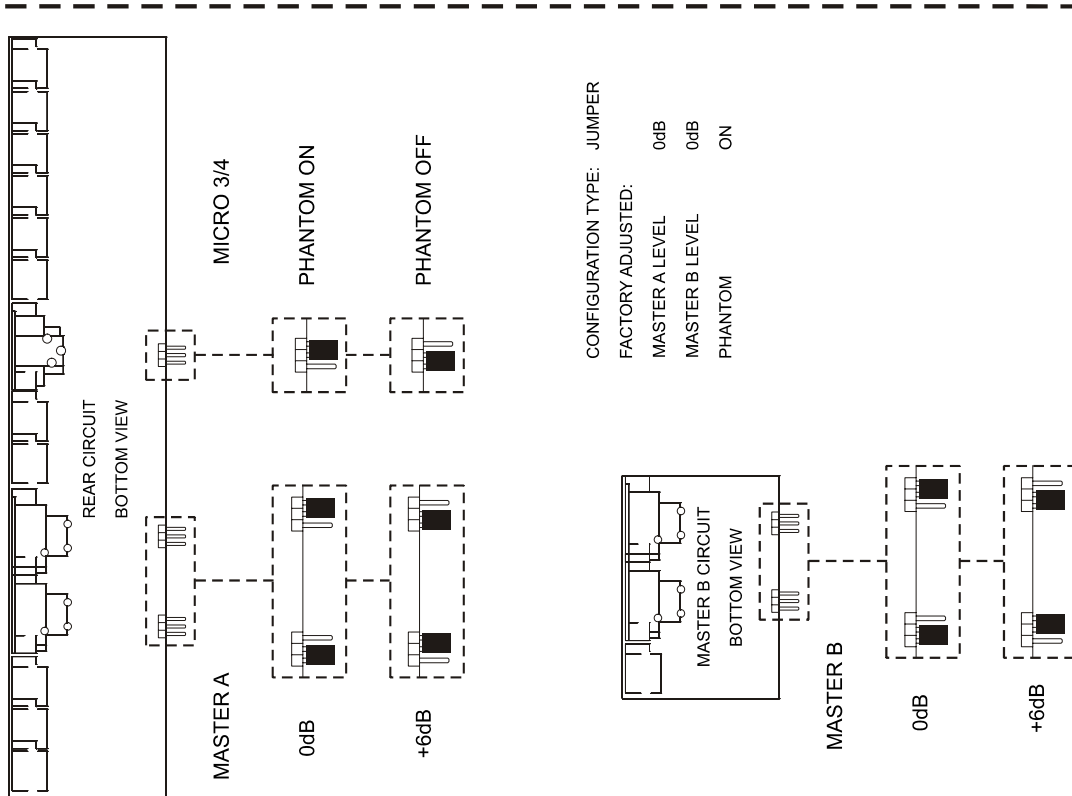 REAR CIRCUIT
BOTTOM VIEW
MICRO 3/4
PHANTOM ON
PHANTOM OFF
MASTER A
0dB
+6dB
CONFIGURATION TYPE: JUMPER
FACTORY ADJUSTED:
MASTER A LEVEL 0dB
MASTER B LEVEL 0dB
PHANTOM ON
MASTER B CIRCUIT
BOTTOM VIEW
MASTER B
0dB
+6dB